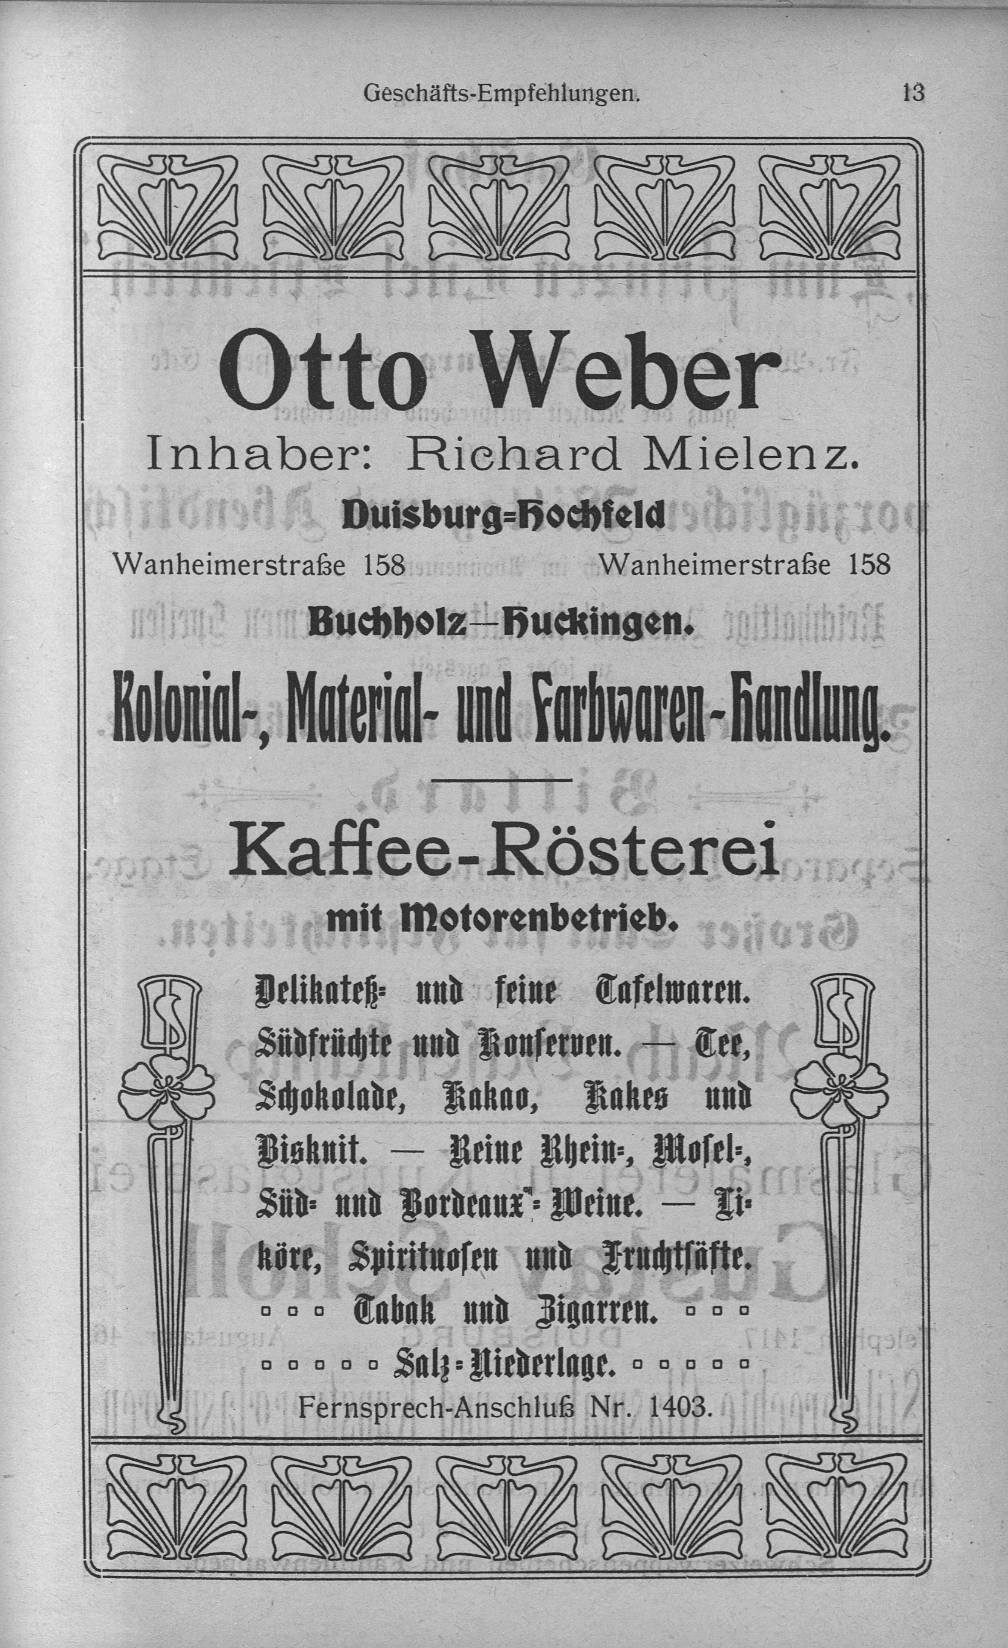 Geschäfts-Empfehlungen. 13
Otto Weber
Inhaber: Richard Mielenz.
Duisburg-Hochfeld
Wanheimerstraße 158 Wanheimerstraße 158
Buchholz—Huckingen.
Kolonial-, Material- und Farbwaren-Handlung.
Kaffee-Rösterei
mit Motorenbetrieb.
Delikateß- und feine Tafelwaren.
Südfrüchte und Konserven. — Tee,
Schokolade, Kakao, Kakes und
Biskuit. — Reine Rhein-, Mosel-,
Süd- und Bordeaux-Weine. — Li-
köre, Spirituosen und Fruchtsäfte.
Tabak und Zigarren.
Salz-Niederlage.
Fernsprech-Anschluß Nr. 1403.